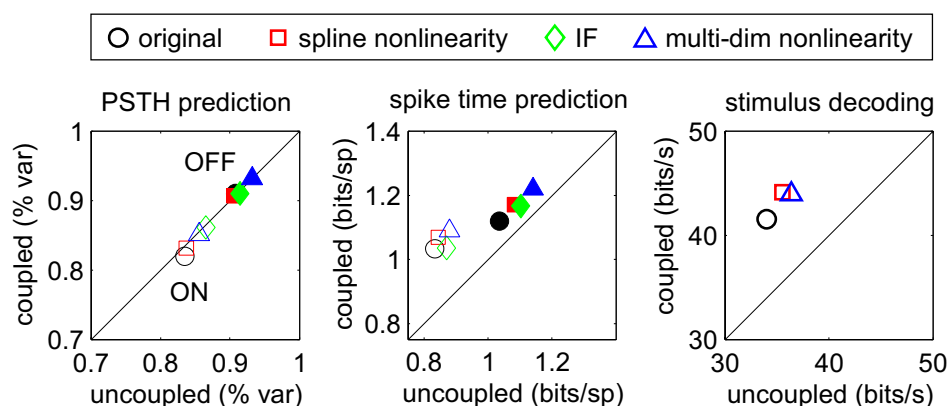 original spline nonlinearity IF multi-dim nonlinearity
PSTH prediction
spike time prediction
stimulus decoding
1
0.9
0.8
0.7
coupled (% var)
OFF
ON
0.7 0.8 0.9 1
uncoupled (% var)
1.4
1.2
1
0.8
coupled (bits/sp)
0.8 1 1.2
uncoupled (bits/sp)
50
40
30
coupled (bits/s)
30 40 50
uncoupled (bits/s)